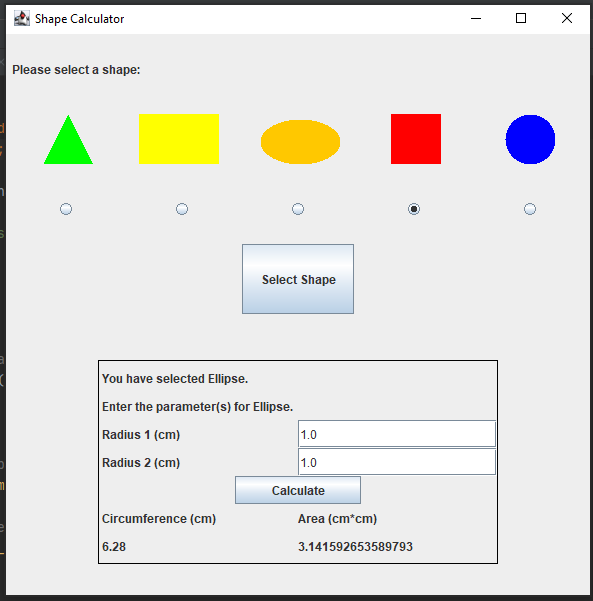 Shape Calculator
Please select a shape:
Select Shape
You have selected Ellipse.
Enter the parameter(s) for Ellipse.
Radius 1 (cm) 1.0
Radius 2 (cm) 1.0
Calculate
Circumference (cm) Area (cm*cm)
6.28 3.141592653589793